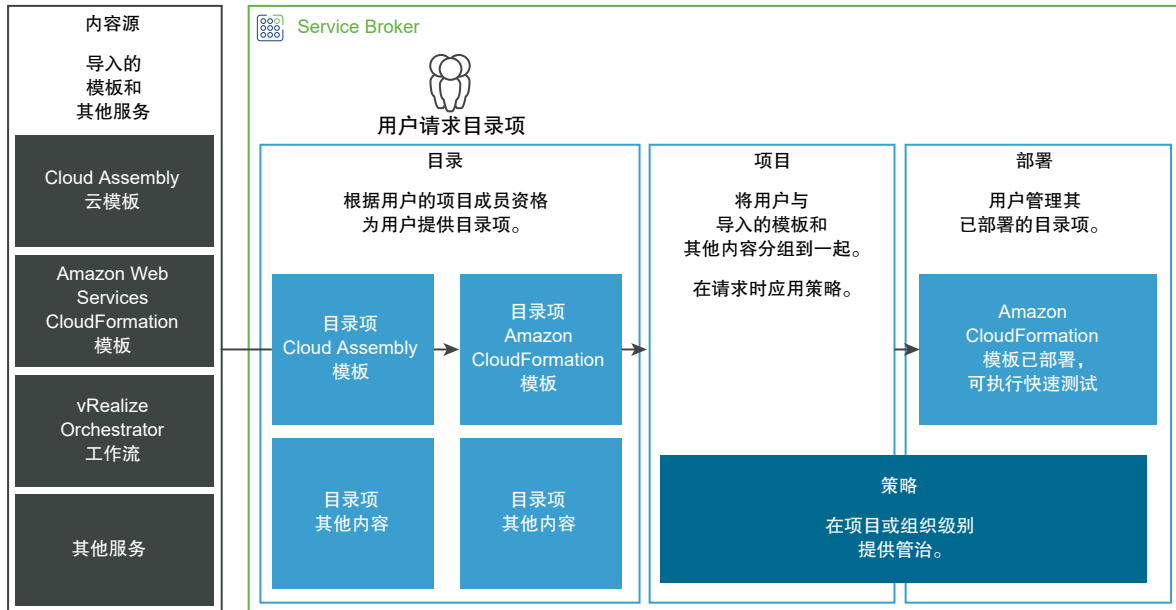 内容源
导入的
模板和
其他服务
Cloud Assembly
云模板
Amazon Web
Services
CloudFormation
模板
vRealize
Orchestrator
工作流
其他服务
Service Broker
用户请求目录项
目录
根据用户的项目成员资格
为用户提供目录项。
目录项
Cloud Assembly
模板
目录项
Amazon
CloudFormation
模板
目录项
其他内容
目录项
其他内容
项目
将用户与
导入的模板和
其他内容分组到一起。
在请求时应用策略。
部署
用户管理其
已部署的目录项。
Amazon
CloudFormation
模板已部署，
可执行快速测试
策略
在项目或组织级别
提供管治。